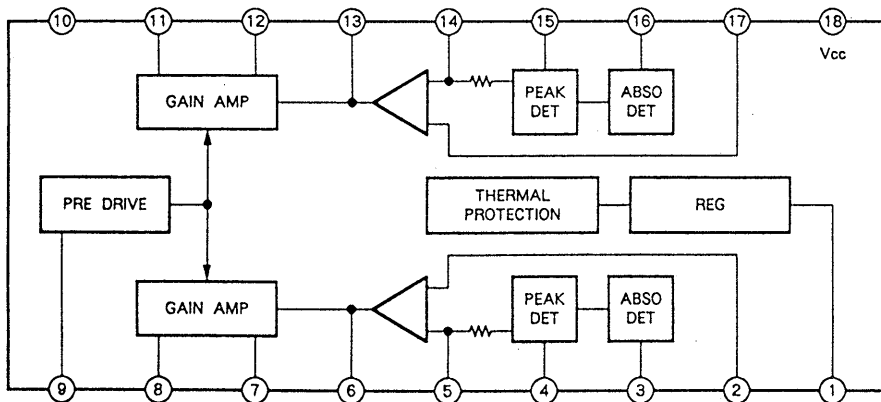 10 11 12 13 14 15 16 17 18
Vcc
GAIN AMP
PEAK DET
ABSO DET
PRE DRIVE
THERMAL PROTECTION
REG
GAIN AMP
PEAK DET
ABSO DET
9 8 7 6 5 4 3 2 1